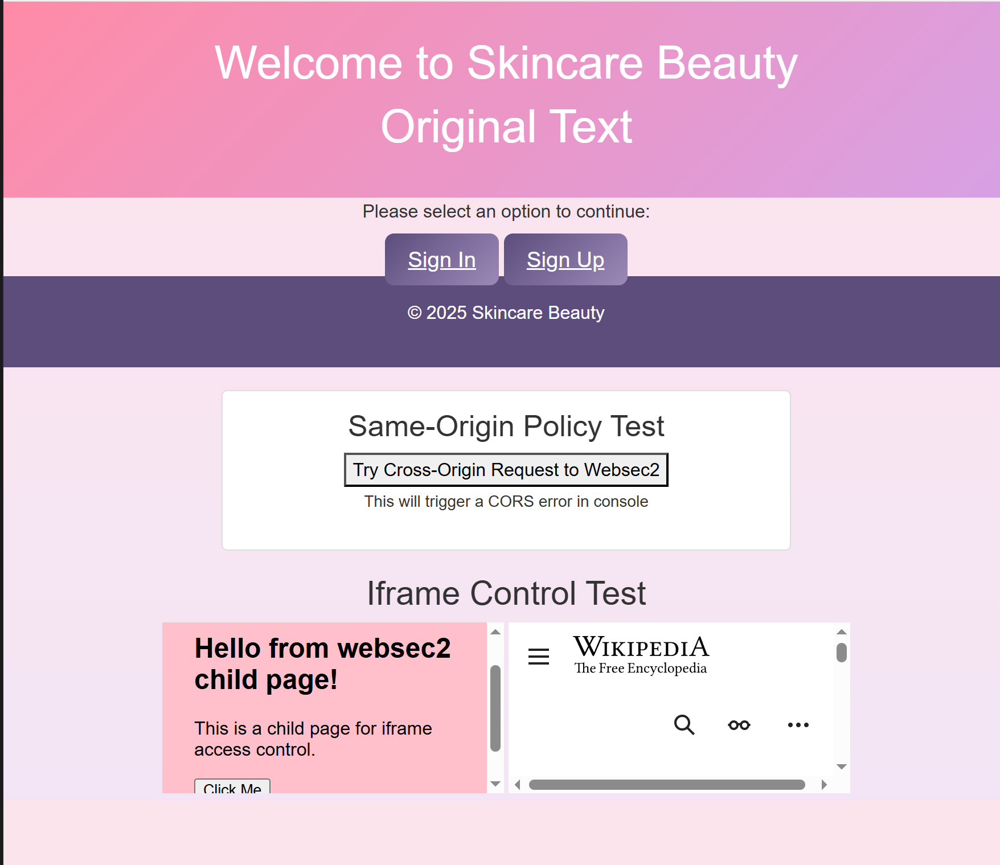 Welcome to Skincare Beauty
Original Text
Please select an option to continue:
Sign In
Sign Up
© 2025 Skincare Beauty
Same-Origin Policy Test
Try Cross-Origin Request to Websec2
This will trigger a CORS error in console
Iframe Control Test
Hello from websec2
child page!
This is a child page for iframe
access control.
Click Me
WIKIPEDIA
The Free Encyclopedia